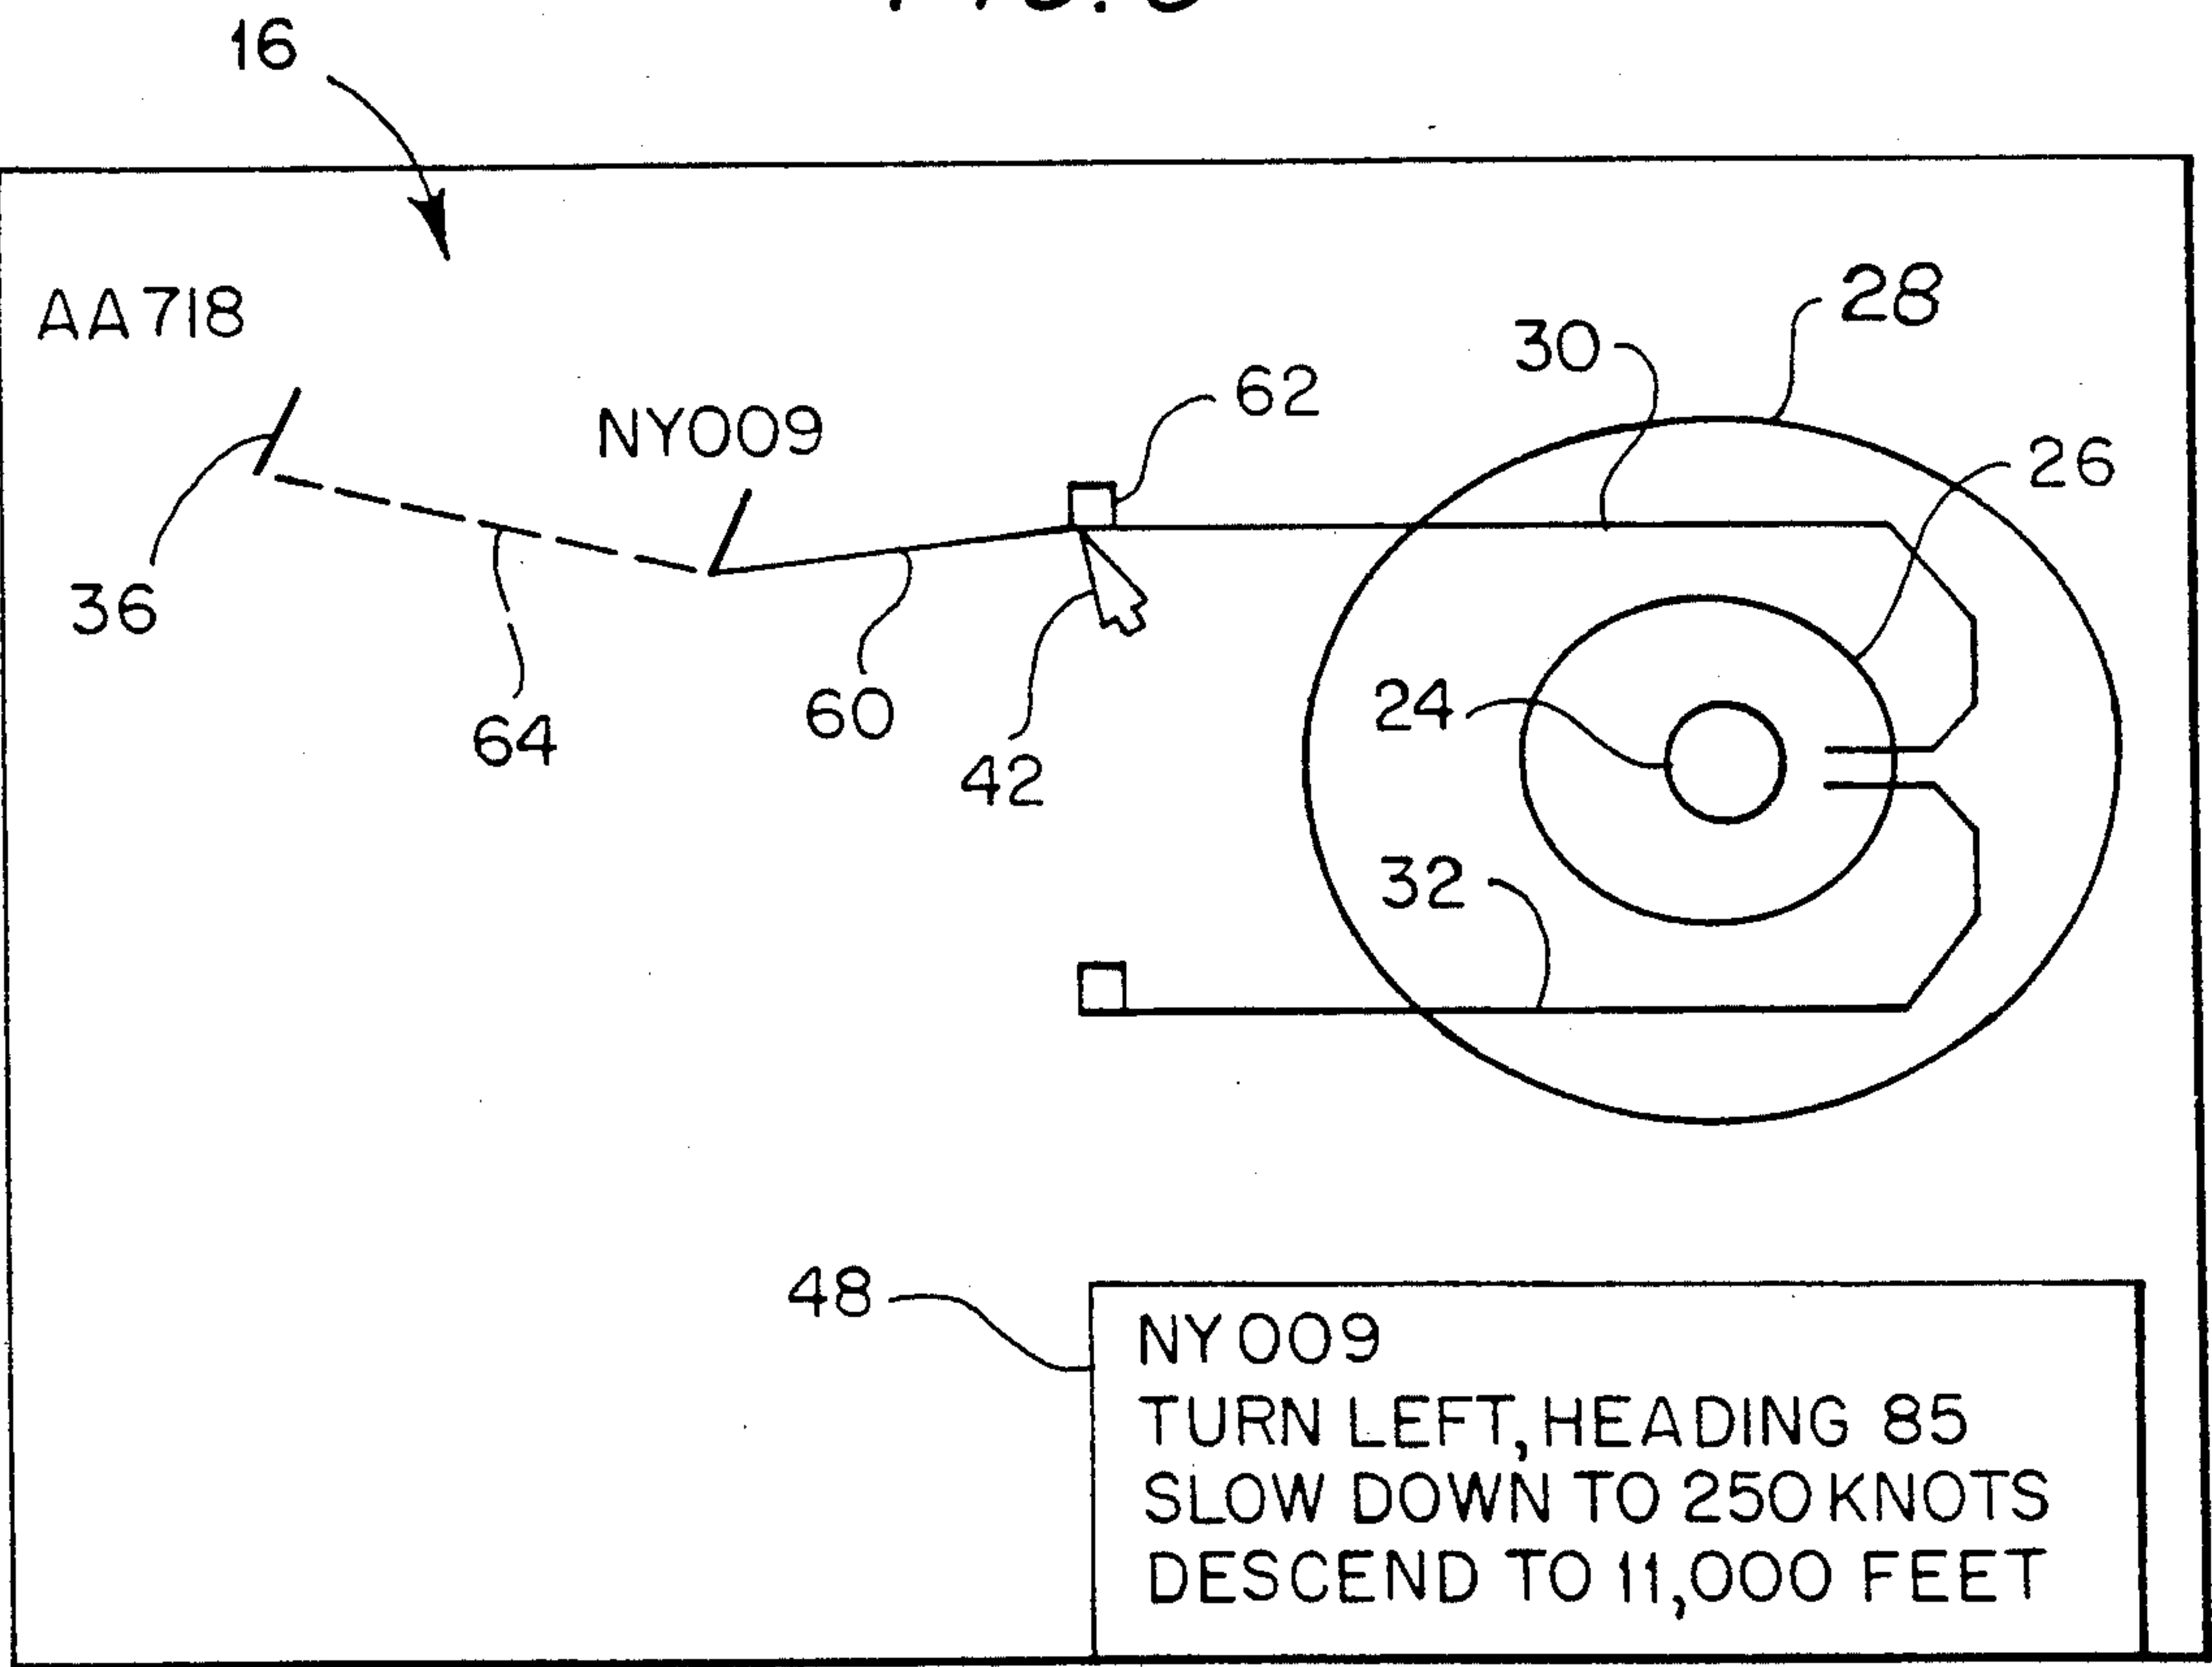 16
AA718
28
30
62
NY009
26
36
24
60
64
42
32
48
NY009
TURN LEFT, HEADING 85
SLOW DOWN TO 250 KNOTS
DESCEND TO 11,000 FEET